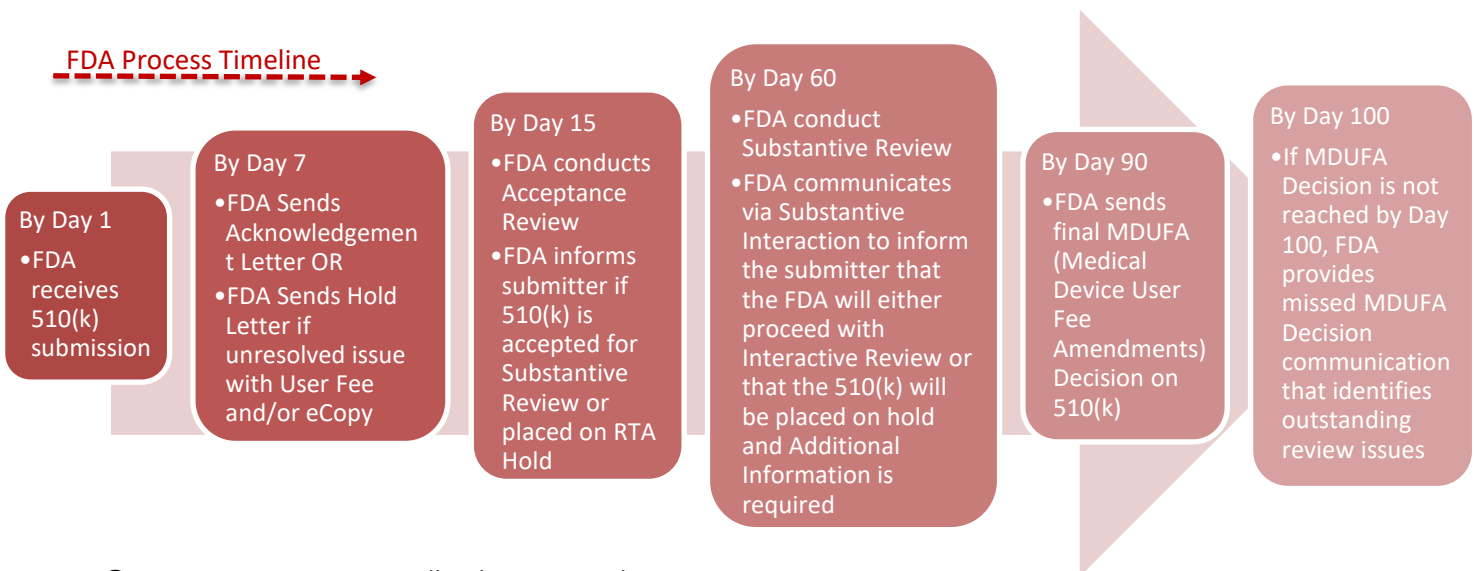 FDA Process Timeline
By Day 1
•FDA
receives
510(k)
submission
By Day 7
•FDA Sends
Acknowledgemen
t Letter OR
•FDA Sends Hold
Letter if
unresolved issue
with User Fee
and/or eCopy
By Day 15
•FDA conducts
Acceptance
Review
•FDA informs
submitter if
510(k) is
accepted for
Substantive
Review or
placed on RTA
Hold
By Day 60
•FDA conduct
Substantive Review
•FDA communicates
via Substantive
Interaction to inform
the submitter that
the FDA will either
proceed with
Interactive Review or
that the 510(k) will
be placed on hold
and Additional
Information is
required
By Day 90
•FDA sends
final MDUFA
(Medical
Device User
Fee
Amendments)
Decision on
510(k)
By Day 100
•If MDUFA
Decision is not
reached by Day
100, FDA
provides
missed MDUFA
Decision
communication
that identifies
outstanding
review issues